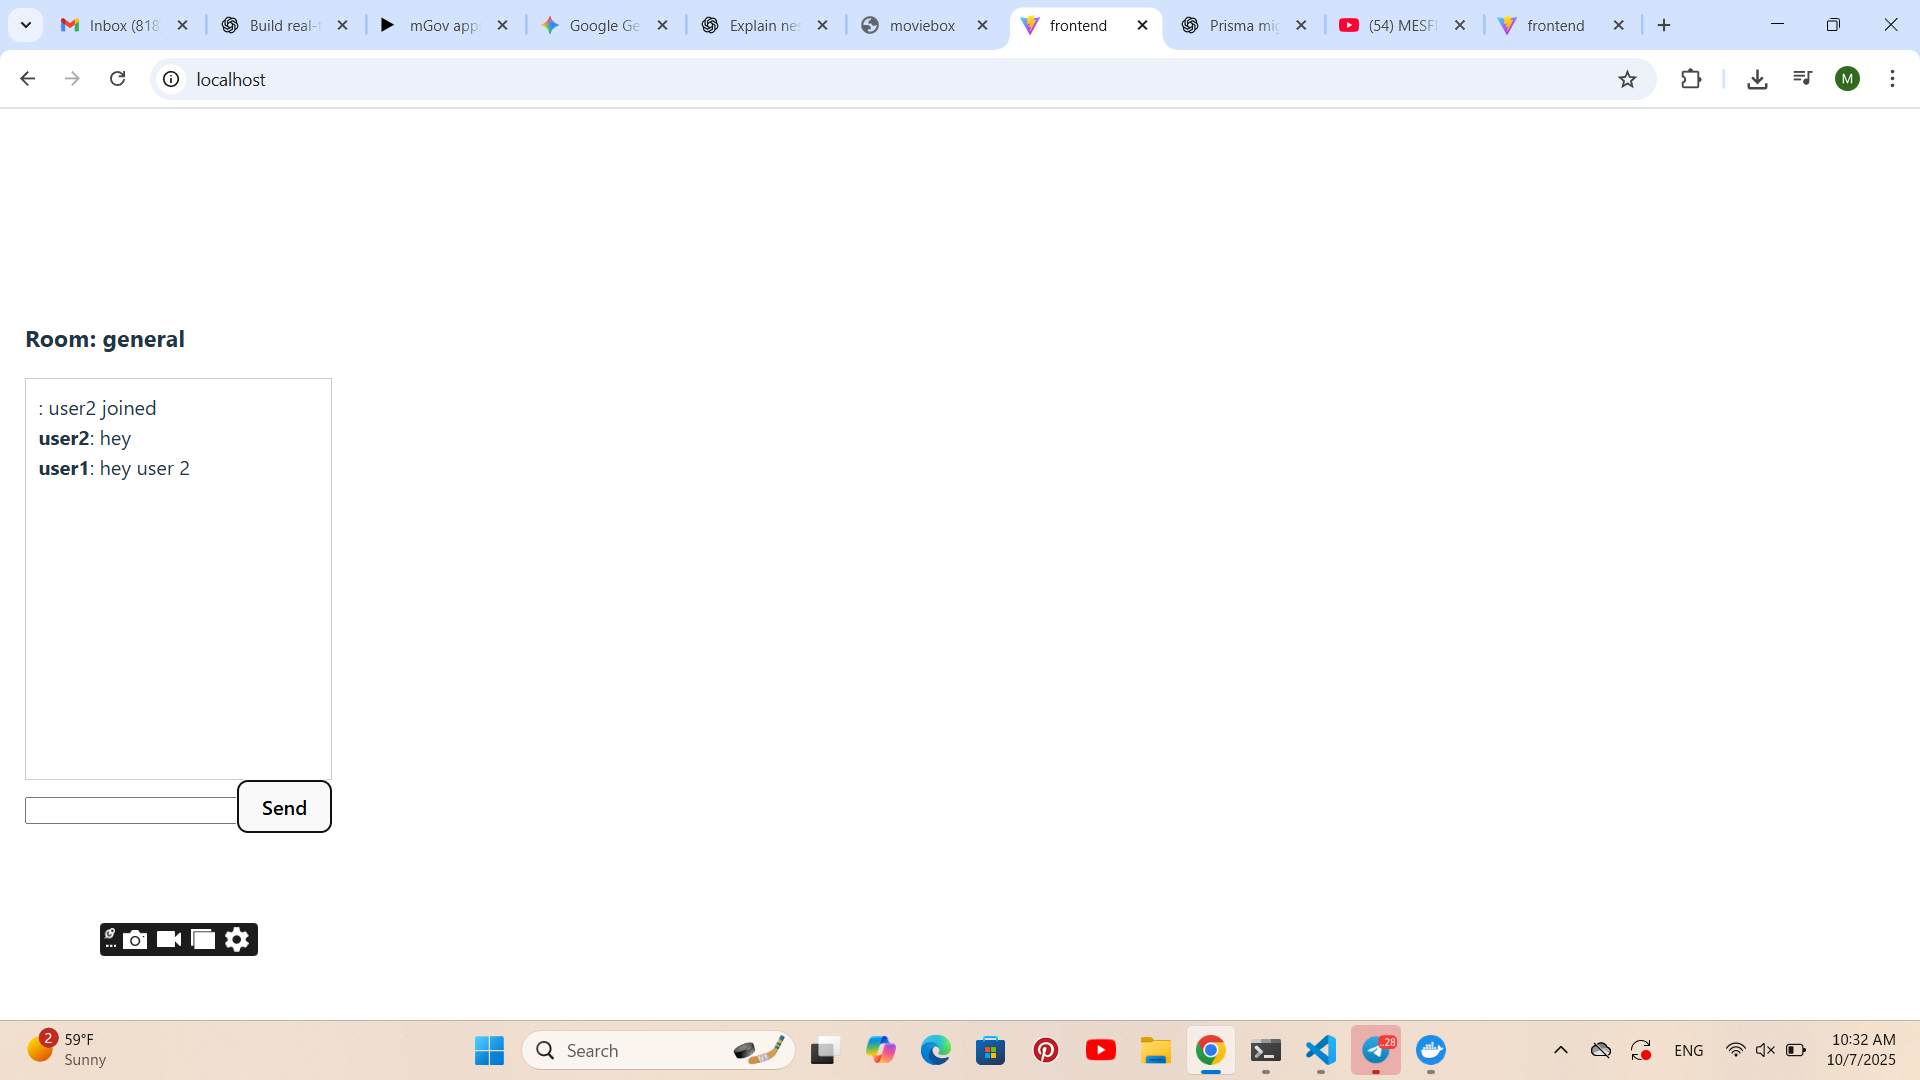 Inbox (818
Build real-t
mGov app
Google Ge
Explain nes
moviebox
frontend
Prisma mig
(54) MESFI
frontend
localhost
M
Room: general
: user2 joined
user2: hey
user1: hey user 2
Send
2
59°F
Sunny
Search
..28
ENG
10:32 AM
10/7/2025